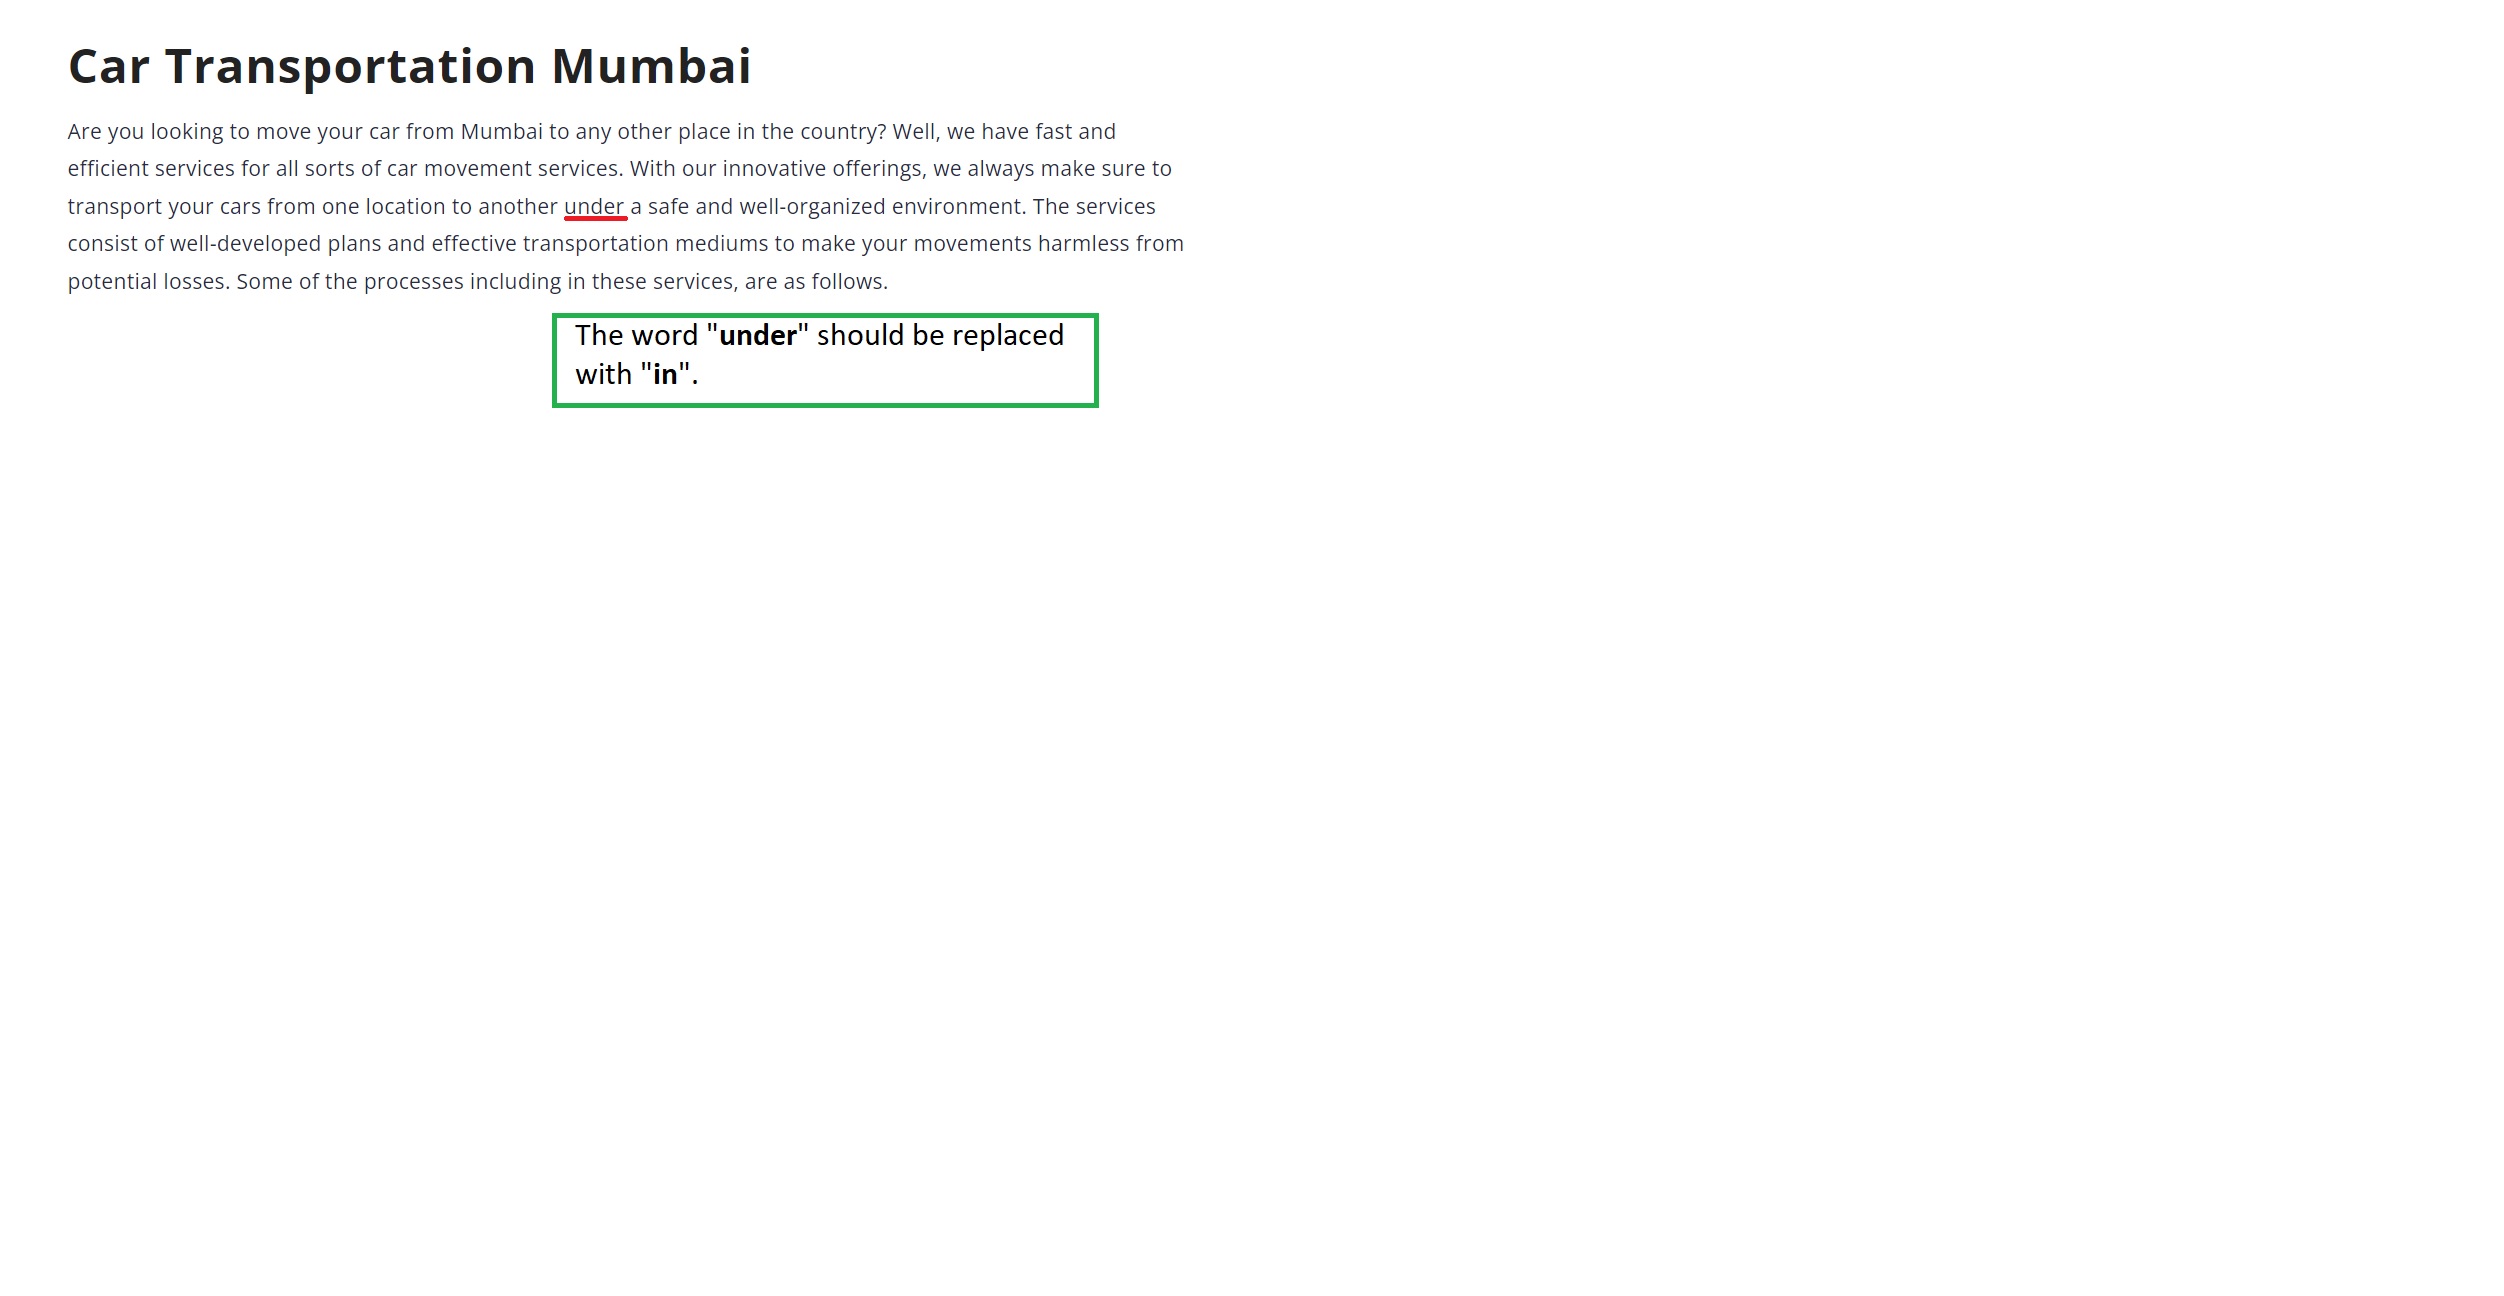 Car Transportation Mumbai
Are you looking to move your car from Mumbai to any other place in the country? Well, we have fast and
efficient services for all sorts of car movement services. With our innovative offerings, we always make sure to
transport your cars from one location to another under a safe and well-organized environment. The services
consist of well-developed plans and effective transportation mediums to make your movements harmless from
potential losses. Some of the processes including in these services, are as follows.
The word "under" should be replaced
with "in".